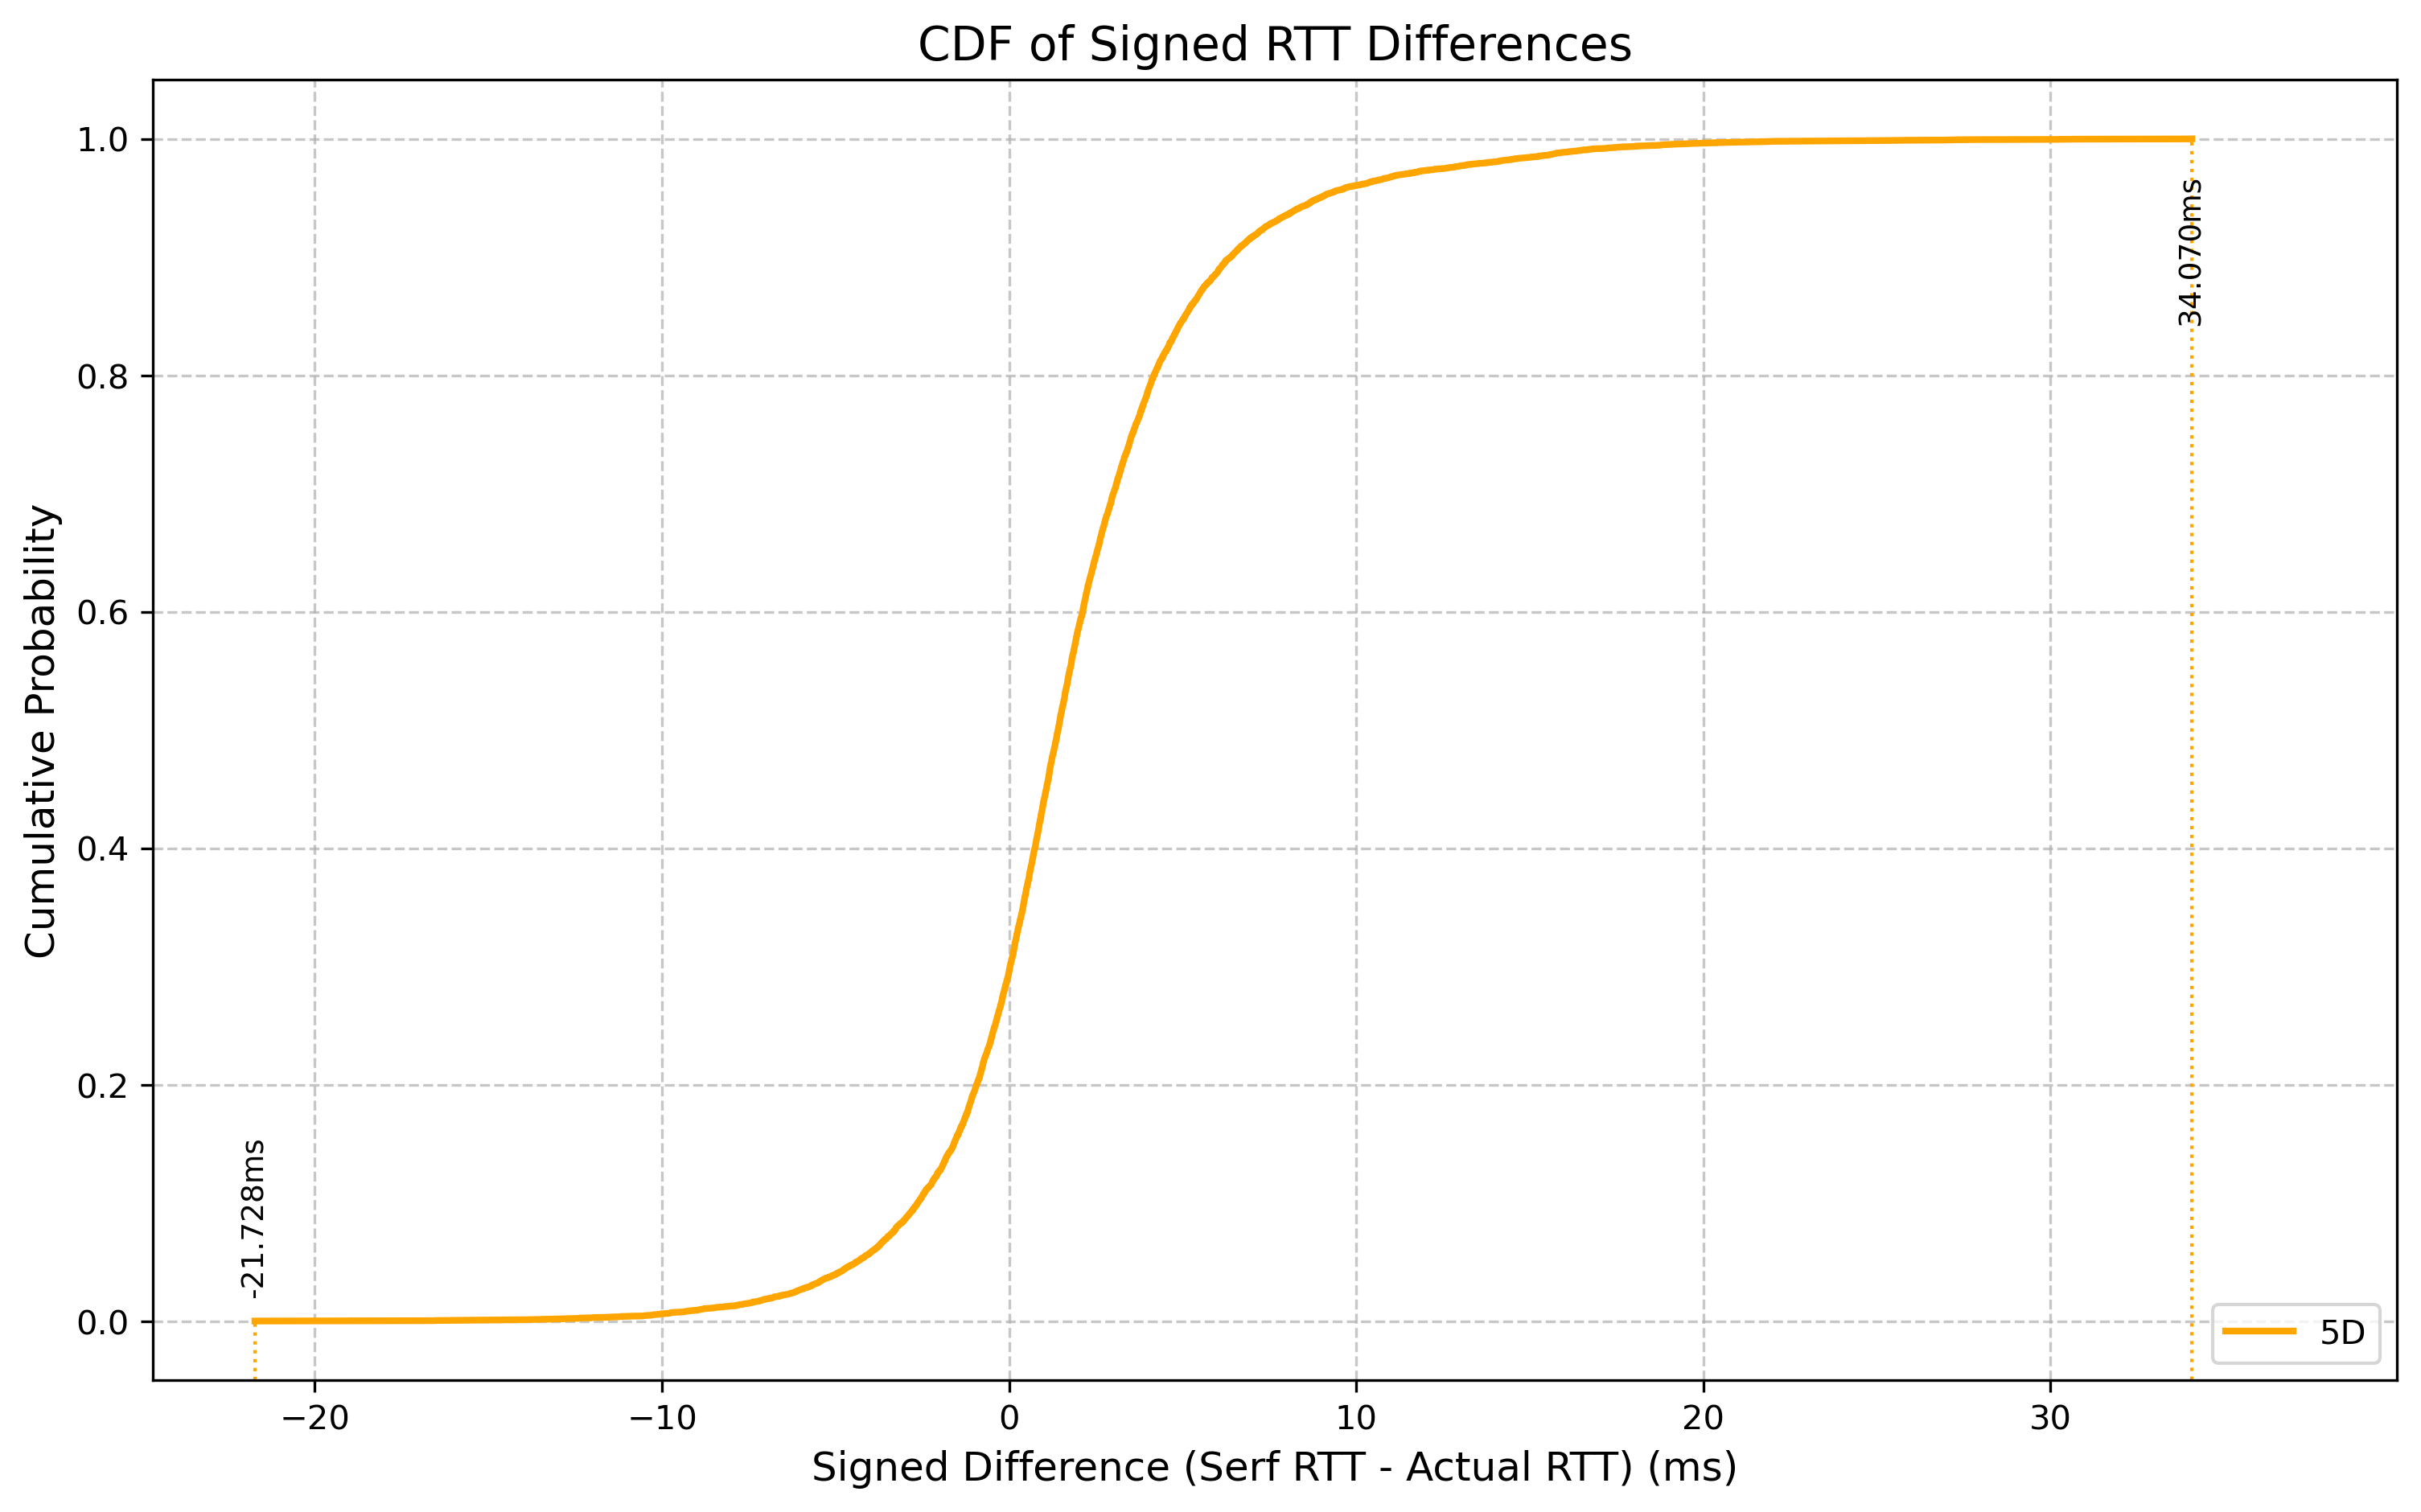 CDF of Signed RTT Differences
Cumulative Probability
1.0
0.8
0.6
0.4
0.2
0.0
-21.728ms
34.070ms
5D
−20
−10
0
10
20
30
Signed Difference (Serf RTT - Actual RTT) (ms)